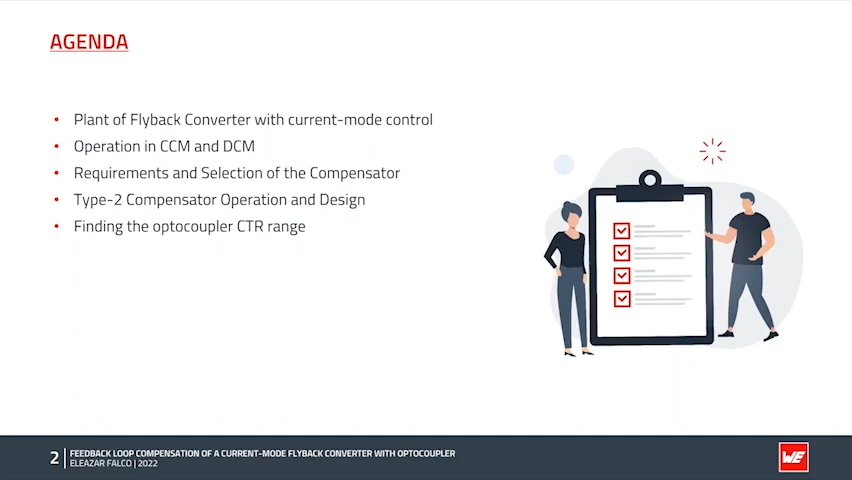 AGENDA
• Plant of Flyback Converter with current-mode control
• Operation in CCM and DCM
• Requirements and Selection of the Compensator
• Type-2 Compensator Operation and Design
• Finding the optocoupler CTR range
2
FEEDBACK LOOP COMPENSATION OF A CURRENT-MODE FLYBACK CONVERTER WITH OPTOCOUPLER
ELEAZAR FALCO | 2022
WE